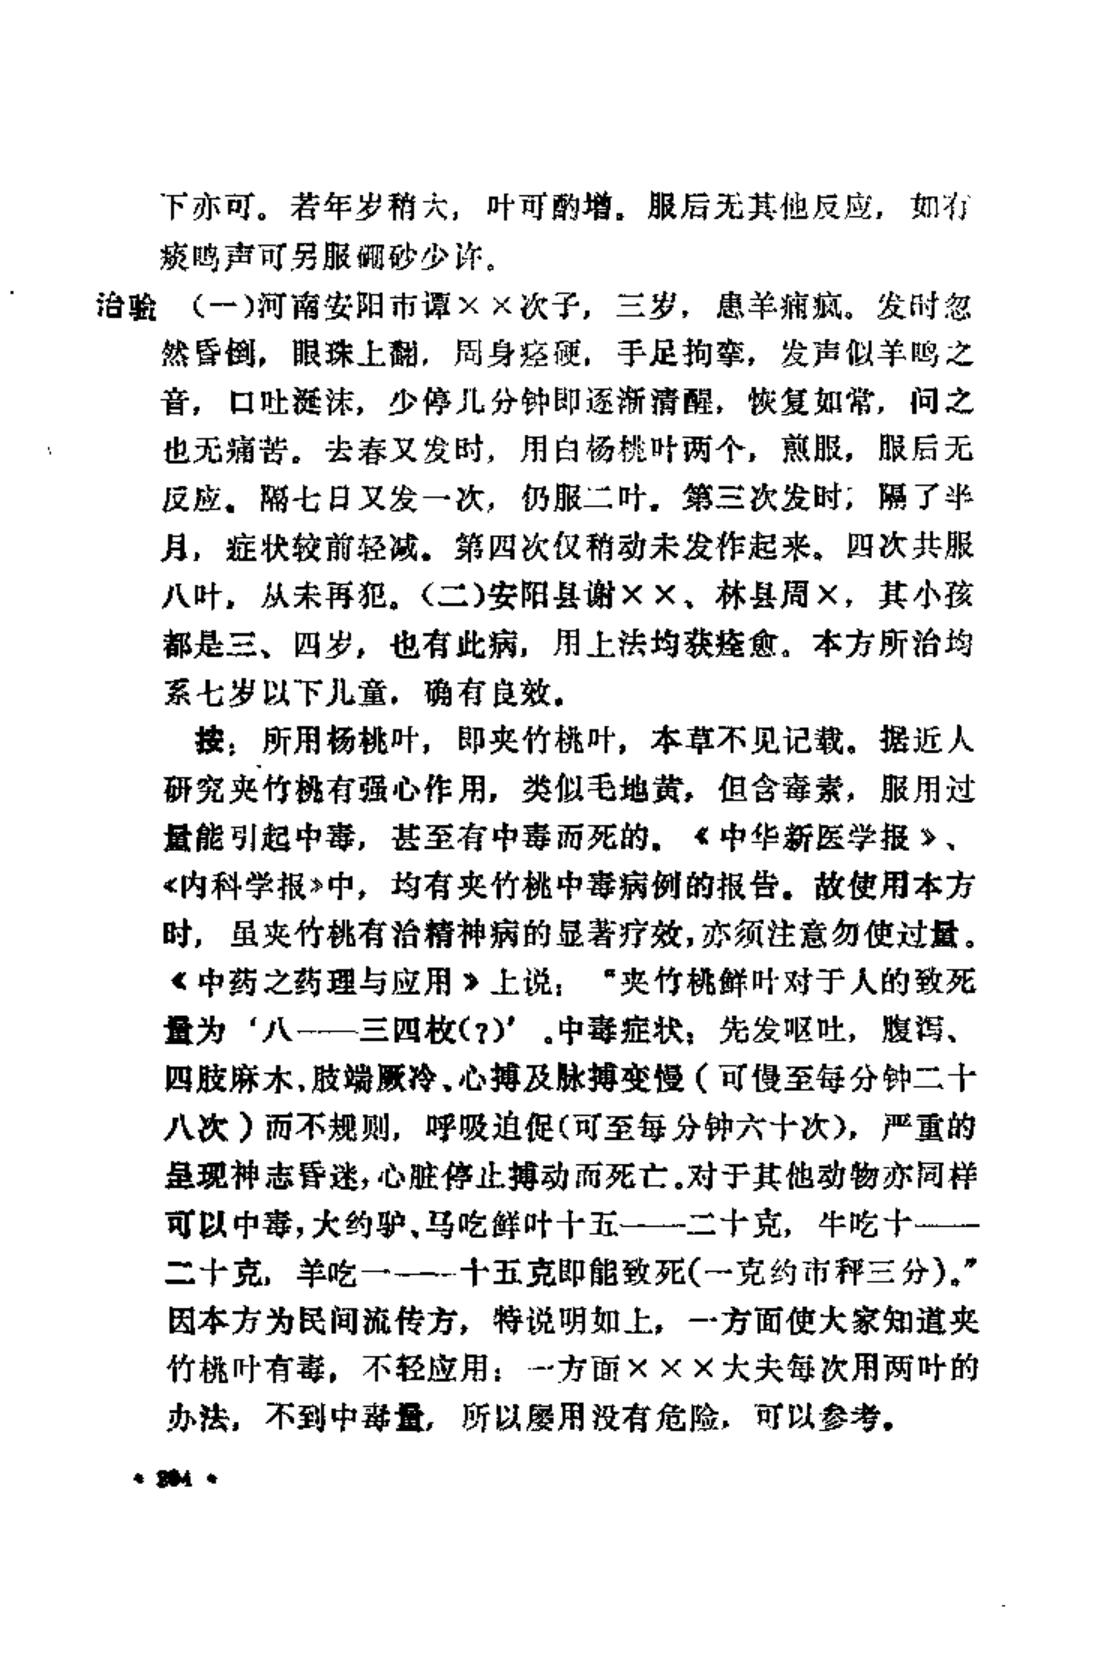 下亦可。若年岁稍大，叶可酌增。服后无其他反应，如有
痰鸣声可另服硼砂少许。
治验 （一）河南安阳市谭××次子，三岁，患羊痫疯。发时忽
然昏倒，眼珠上翻，周身痉硬，手足拘挛，发声似羊鸣之
音，口吐涎沫，少停几分钟即逐渐清醒，恢复如常，问之
也无痛苦。去春又发时，用白杨桃叶两个，煎服，服后无
反应。隔七日又发一次，仍服二叶。第三次发时；隔了半
月，症状较前轻减。第四次仅稍动未发作起来。四次共服
八叶，从未再犯。（二）安阳县谢××、林县周×，其小孩
都是三、四岁，也有此病，用上法均获痊愈。本方所治均
系七岁以下儿童，确有良效。
按：所用杨桃叶，即夹竹桃叶，本草不见记载。据近人
研究夹竹桃有强心作用，类似毛地黄，但含毒素，服用过
量能引起中毒，甚至有中毒而死的。《中华新医学报》、
《内科学报》中，均有夹竹桃中毒病例的报告。故使用本方
时，虽夹竹桃有治精神病的显著疗效，亦须注意勿使过量。
《中药之药理与应用》上说：“夹竹桃鲜叶对于人的致死
量为‘八——三四枚（？）’。中毒症状：先发呕吐，腹泻、
四肢麻木、肢端厥冷、心搏及脉搏变慢（可慢至每分钟二十
八次）而不规则，呼吸迫促（可至每分钟六十次），严重的
呈现神志昏迷，心脏停止搏动而死亡。对于其他动物亦同样
可以中毒，大约驴、马吃鲜叶十五——二十克，牛吃十——
二十克，羊吃一——十五克即能致死（一克约市秤三分）。”
因本方为民间流传方，特说明如上，一方面使大家知道夹
竹桃叶有毒，不轻应用；一方面×××大夫每次用两叶的
办法，不到中毒量，所以屡用没有危险，可以参考。